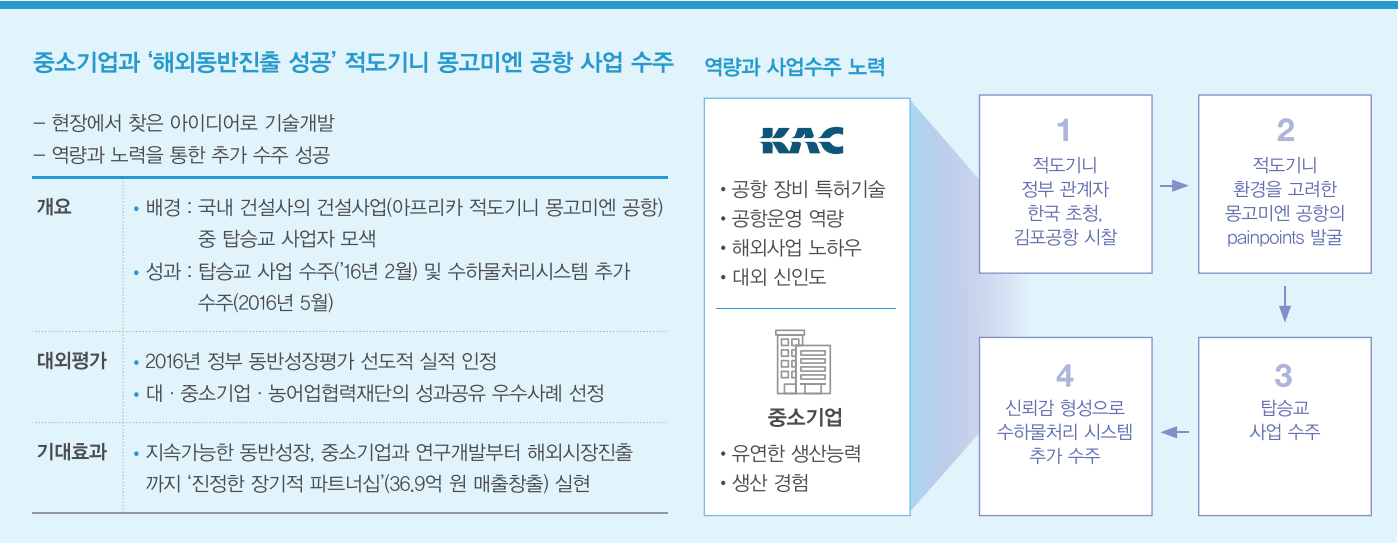 중소기업과 ‘해외동반진출 성공’ 적도기니 몽고미엔 공항 사업 수주
– 현장에서 찾은 아이디어로 기술개발
– 역량과 노력을 통한 추가 수주 성공
개요
• 배경 : 국내 건설사의 건설사업(아프리카 적도기니 몽고미엔 공항)
중 탑승교 사업자 모색
• 성과 : 탑승교 사업 수주(’16년 2월) 및 수하물처리시스템 추가
수주(2016년 5월)
대외평가
• 2016년 정부 동반성장평가 선도적 실적 인정
• 대 · 중소기업 · 농어업협력재단의 성과공유 우수사례 선정
기대효과
• 지속가능한 동반성장, 중소기업과 연구개발부터 해외시장진출
까지 ‘진정한 장기적 파트너십’(36.9억 원 매출창출) 실현
역량과 사업수주 노력
KAC
• 공항 장비 특허기술
• 공항운영 역량
• 해외사업 노하우
• 대외 신인도
중소기업
• 유연한 생산능력
• 생산 경험
1
적도기니
정부 관계자
한국 초청,
김포공항 시찰
2
적도기니
환경을 고려한
몽고미엔 공항의
painpoints 발굴
3
탑승교
사업 수주
4
신뢰감 형성으로
수하물처리 시스템
추가 수주